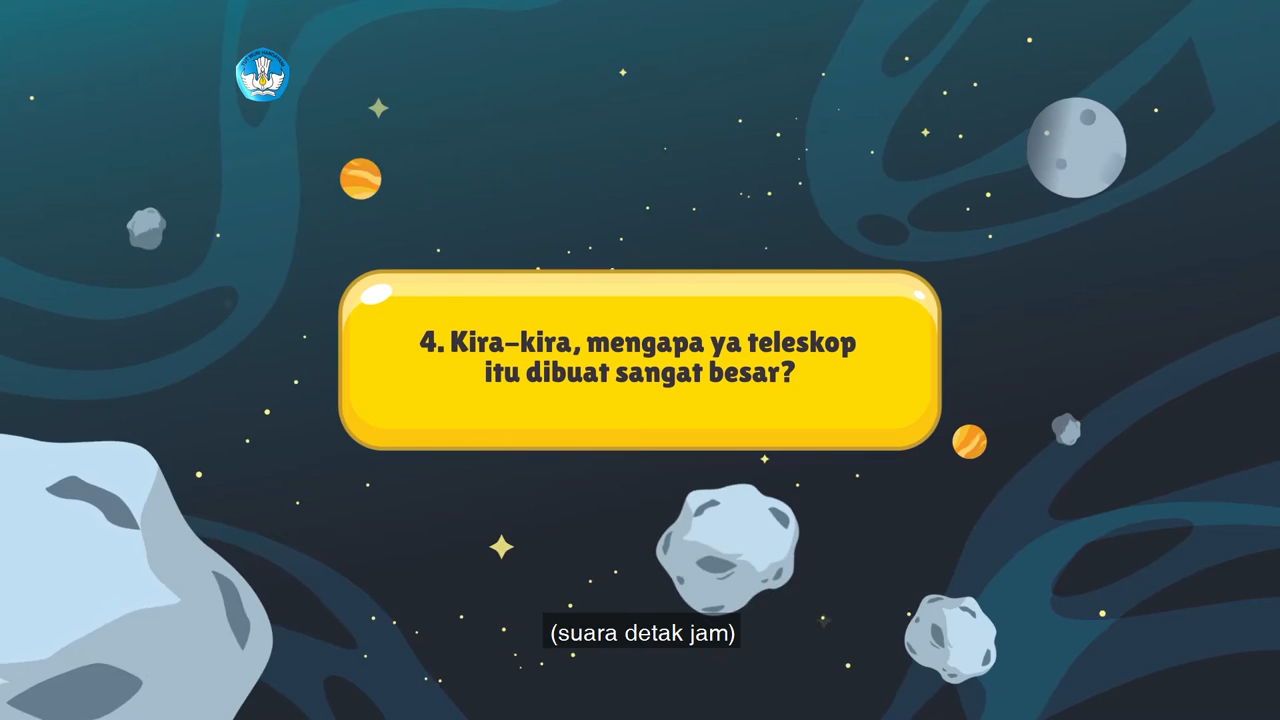 4. Kira-kira, mengapa ya teleskop
itu dibuat sangat besar?
(suara detak jam)